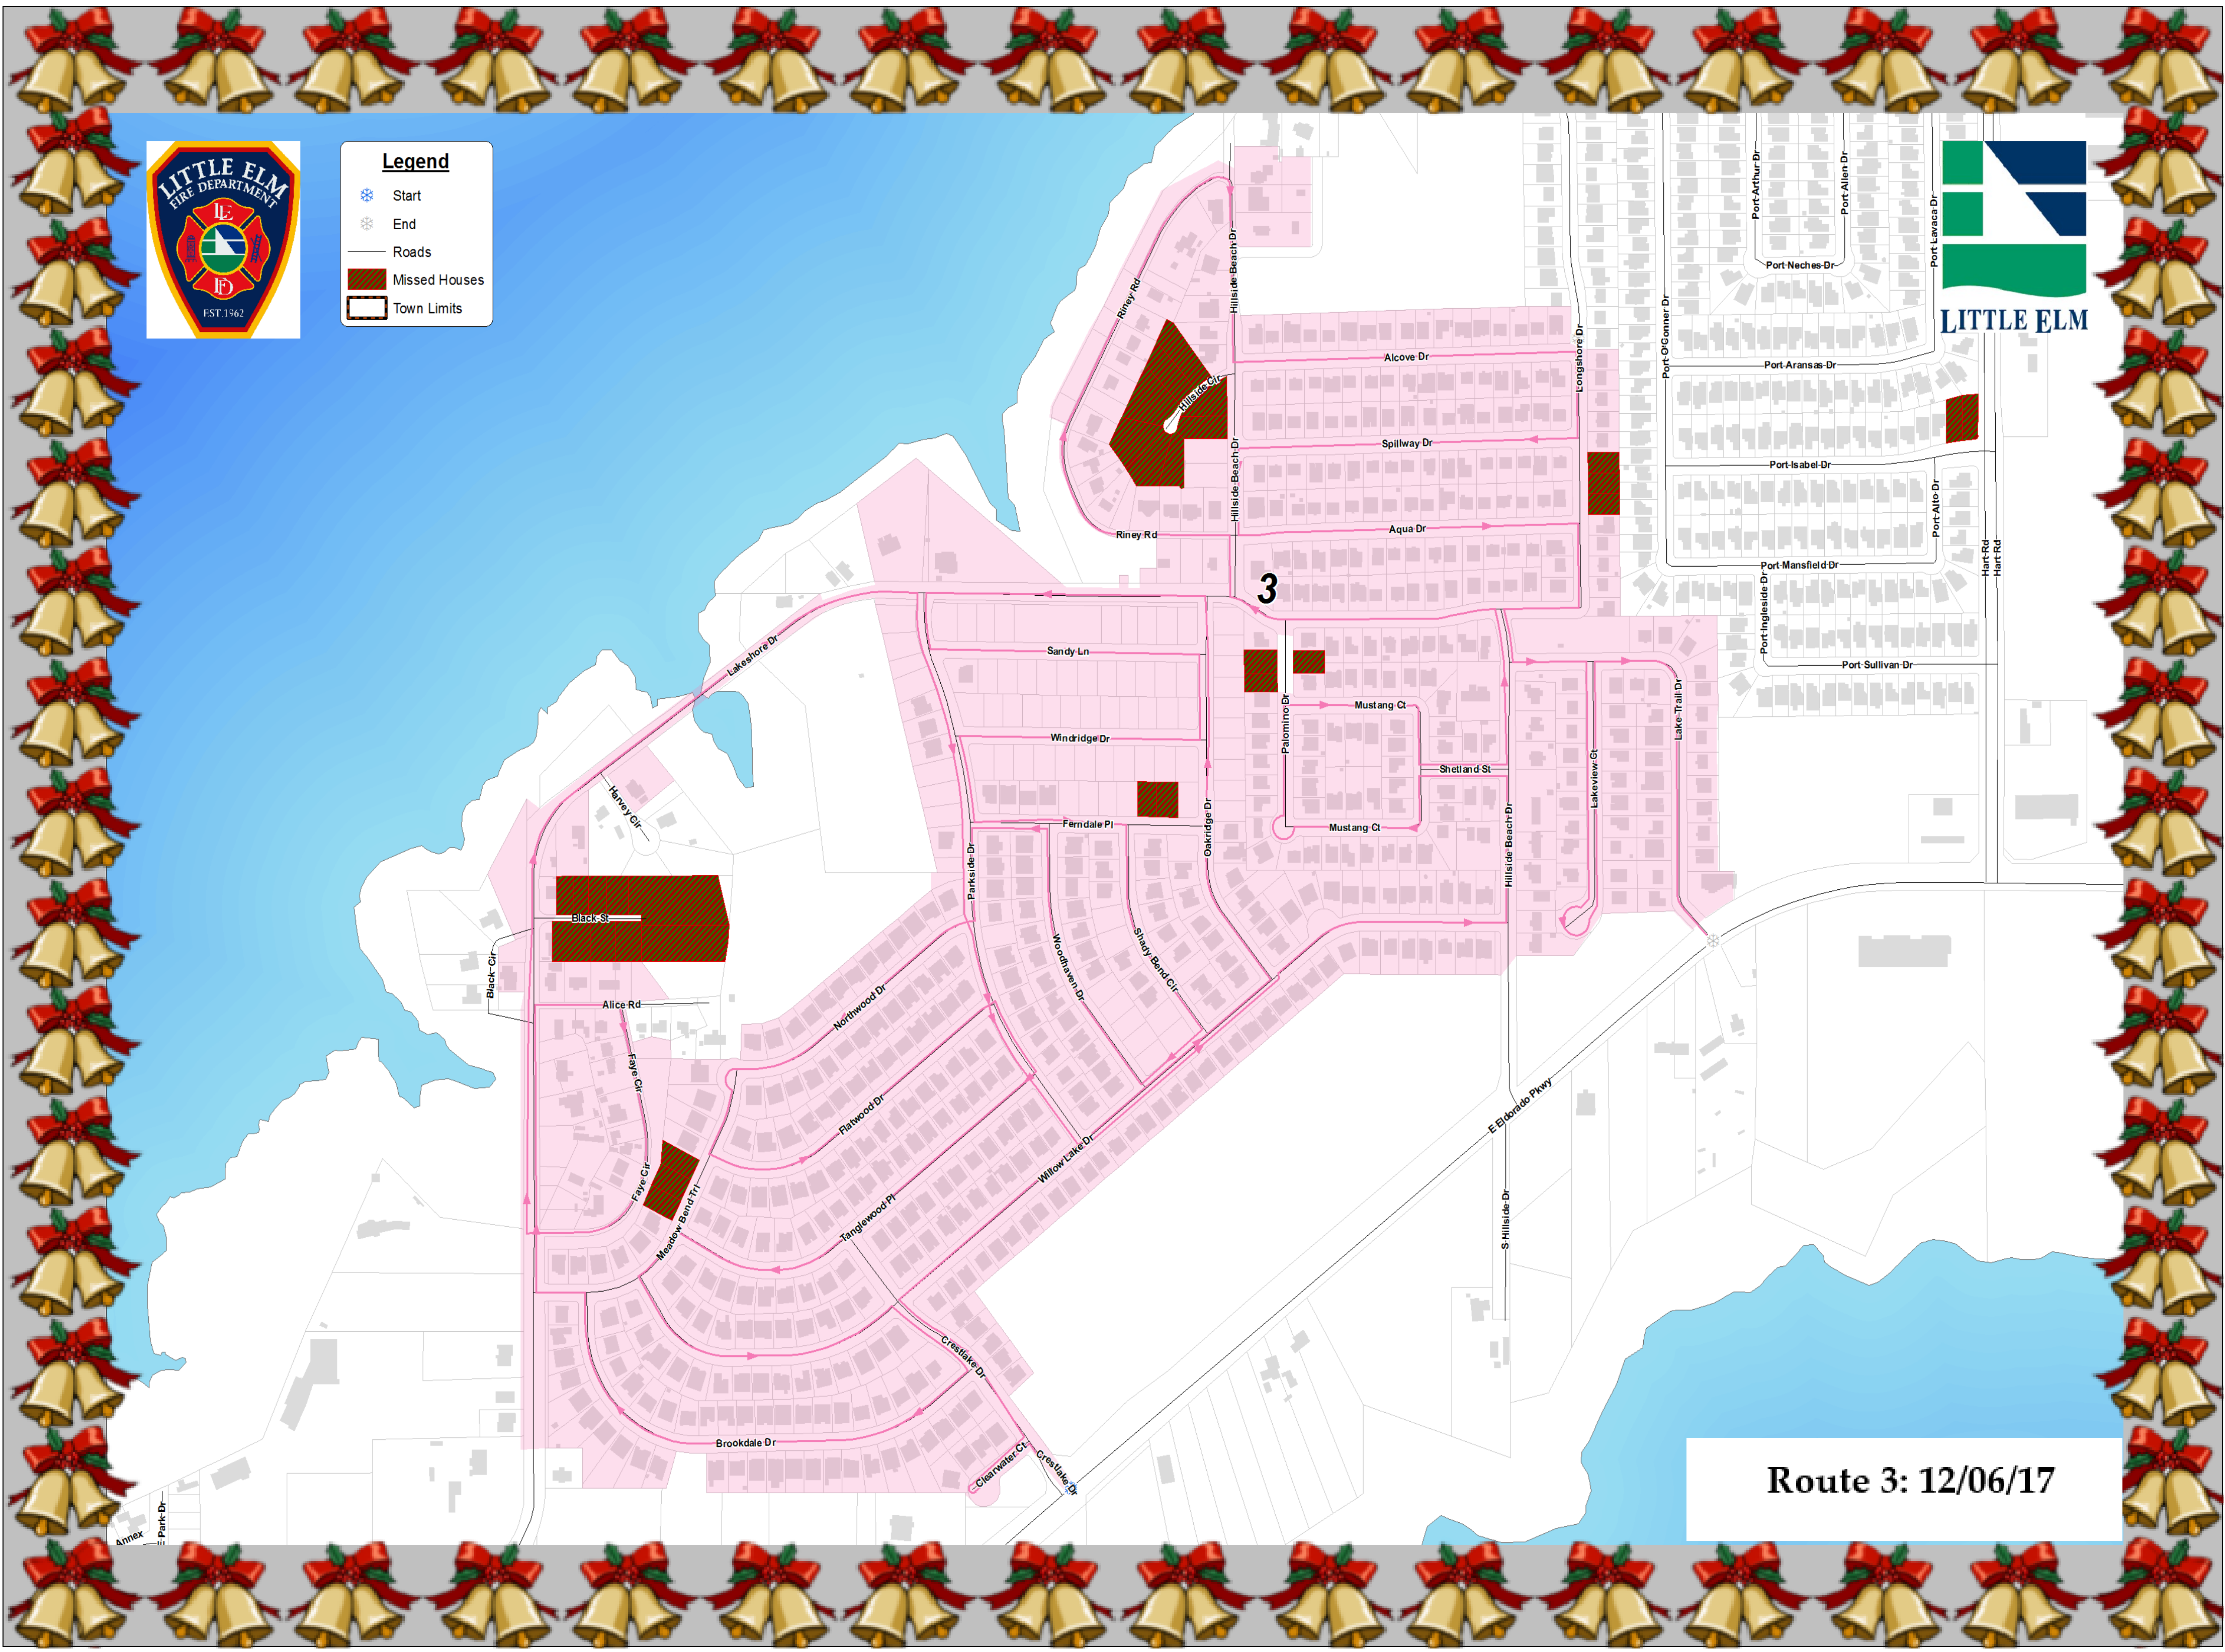 LITTLE ELM
FIRE DEPARTMENT
LE
FD
EST.1962
Legend
Start
End
Roads
Missed Houses
Town Limits
LITTLE ELM
Port Arthur Dr
Port Allen Dr
Port Lavaca Dr
Port Neches Dr
Port O'Conner Dr
Port Aransas Dr
Port Isabel Dr
Port Alto Dr
Port Mansfield Dr
Port Ingleside Dr
Port Sullivan Dr
Hart Rd
Hart Rd
Riney Rd
Hillside Beach Dr
Hillside Cir
Hillside Beach Dr
Riney Rd
Alcove Dr
Longshore Dr
Spillway Dr
Aqua Dr
3
Lakeshore Dr
Sandy Ln
Windridge Dr
Palomino Dr
Mustang Ct
Shetland St
Mustang Ct
Lakeview Ct
Lake Trail Dr
Hillside Beach Dr
Harvey Cir
Ferndale Pl
Oakridge Dr
Parkside Dr
Black St
Black Cir
Woodhaven Dr
Shady Bend Cir
Alice Rd
Northwood Dr
Faye Cir
Flatwood Dr
Faye Cir
Willow Lake Dr
Meadow Bend Trl
Tanglewood Pl
E Eldorado Pkwy
S Hillside Dr
Crestlake Dr
Brookdale Dr
Clearwater Ct
Crestlake Dr
Route 3: 12/06/17
Annex
E Park Dr